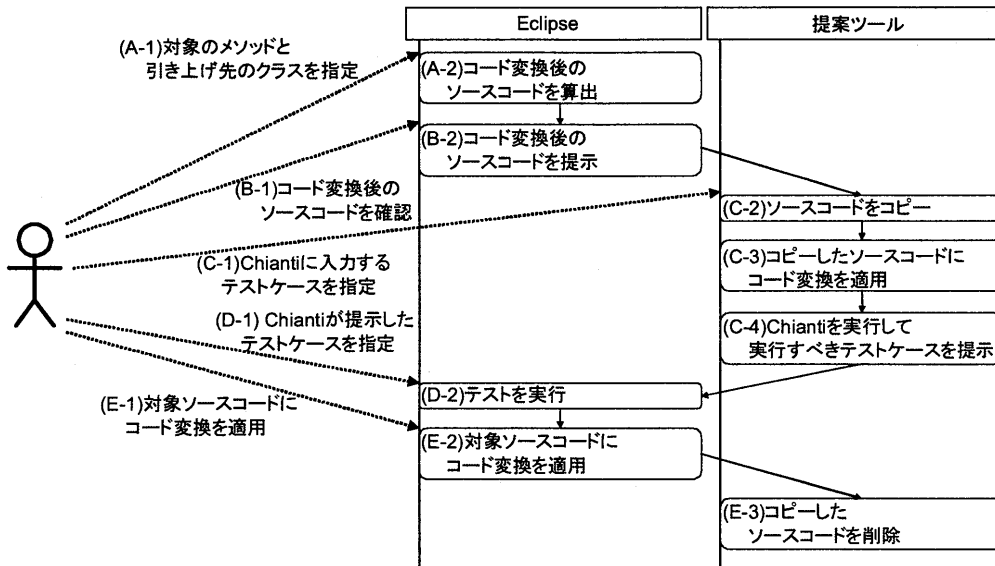 Eclipse
提案ツール
(A-1)対象のメソッドと
引き上げ先のクラスを指定
(A-2)コード変換後の
ソースコードを算出
(B-2)コード変換後の
ソースコードを提示
(B-1)コード変換後の
ソースコードを確認
(C-2)ソースコードをコピー
(C-1)Chiantiに入力する
テストケースを指定
(C-3)コピーしたソースコードに
コード変換を適用
(D-1) Chiantiが提示した
テストケースを指定
(C-4)Chiantiを実行して
実行すべきテストケースを提示
(D-2)テストを実行
(E-1)対象ソースコードに
コード変換を適用
(E-2)対象ソースコードに
コード変換を適用
(E-3)コピーした
ソースコードを削除